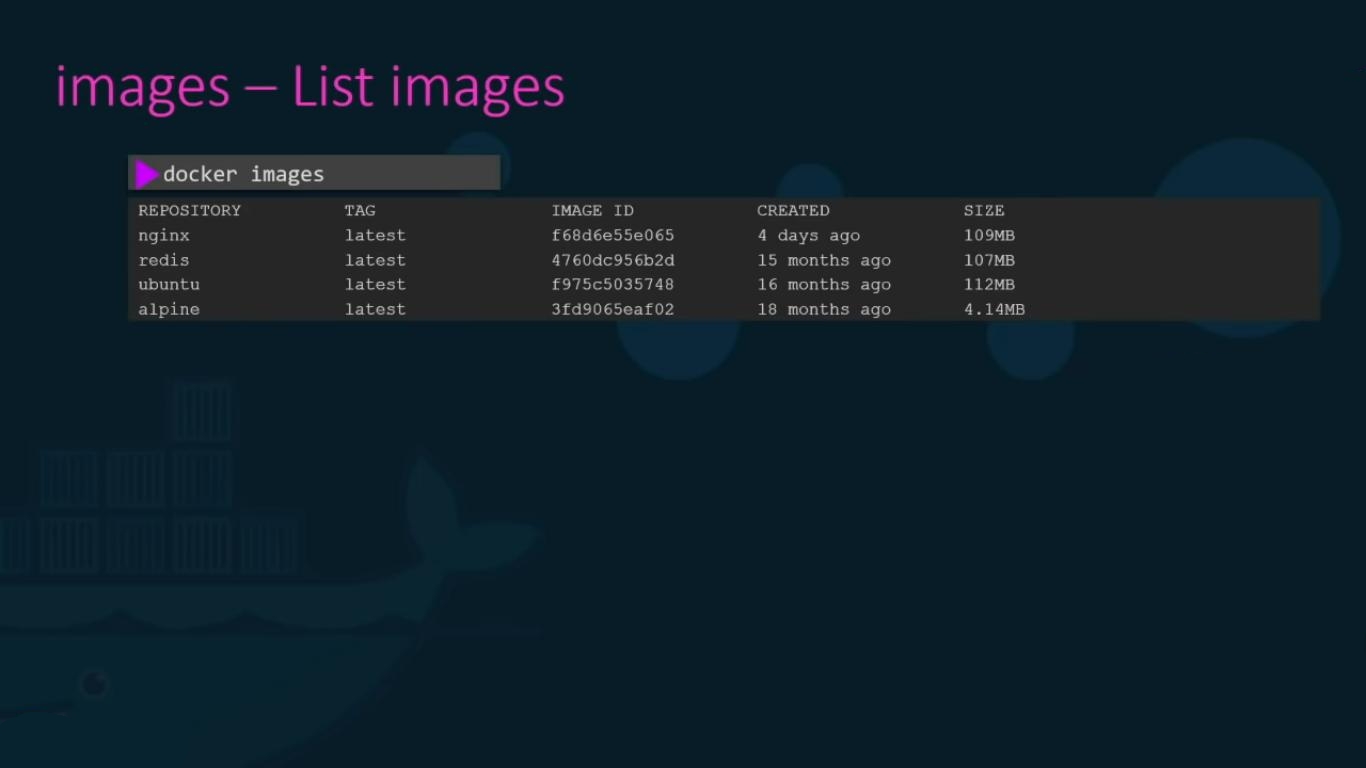 images – List images
docker images
REPOSITORY TAG IMAGE ID CREATED SIZE
nginx latest f68d6e55e065 4 days ago 109MB
redis latest 4760dc956b2d 15 months ago 107MB
ubuntu latest f975c5035748 16 months ago 112MB
alpine latest 3fd9065eaf02 18 months ago 4.14MB